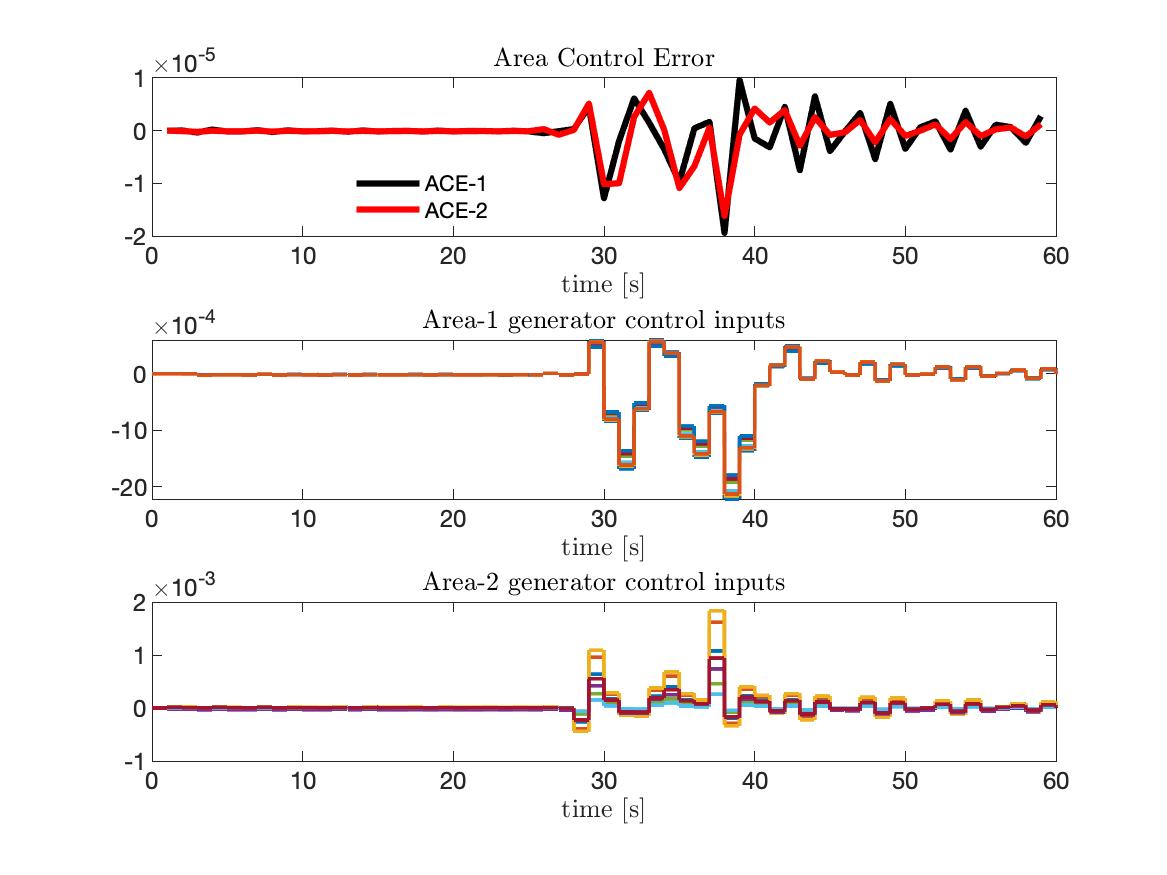 Area Control Error
×10-5
1
0
-1
-2
ACE-1
ACE-2
0 10 20 30 40 50 60
time [s]
Area-1 generator control inputs
×10-4
0
-10
-20
0 10 20 30 40 50 60
time [s]
Area-2 generator control inputs
×10-3
2
1
0
-1
0 10 20 30 40 50 60
time [s]